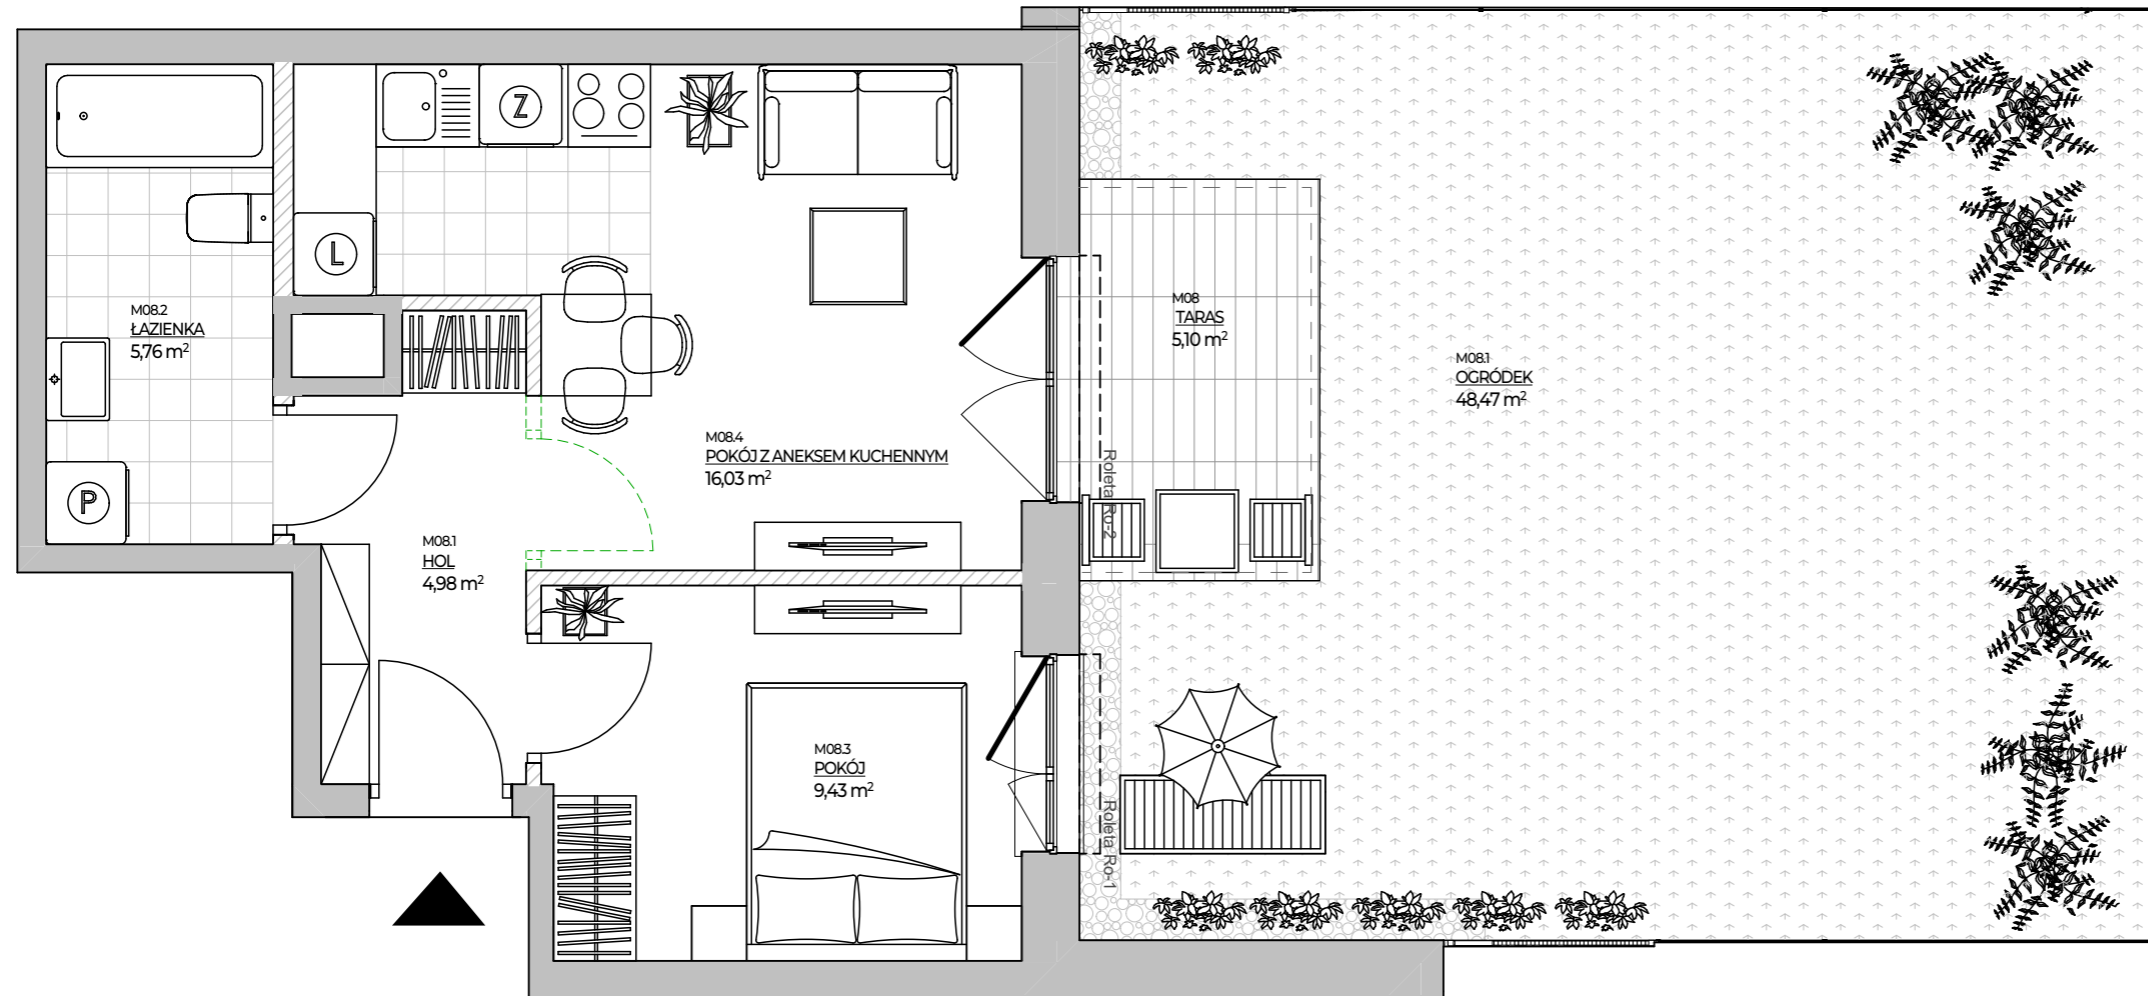 Z
L
M08.2
ŁAZIENKA
5,76 m²
P
M08.1
HOL
4,98 m²
M08.4
POKÓJ Z ANEKSEM KUCHENNYM
16,03 m²
M08.3
POKÓJ
9,43 m²
M08
TARAS
5,10 m²
Roleta Ro-2
Roleta Ro-1
M08.1
OGRÓDEK
48,47 m²